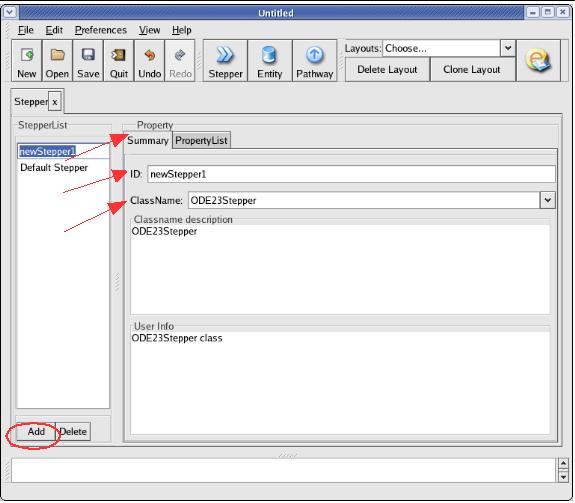 Untitled
File Edit Preferences View Help
New Open Save Quit Undo Redo Stepper Entity Pathway
Layouts: Choose...
Delete Layout Clone Layout
Stepper x
StepperList
newStepper1
Default Stepper
Add Delete
Property
Summary PropertyList
ID: newStepper1
ClassName: ODE23Stepper
Classname description
ODE23Stepper
User Info
ODE23Stepper class